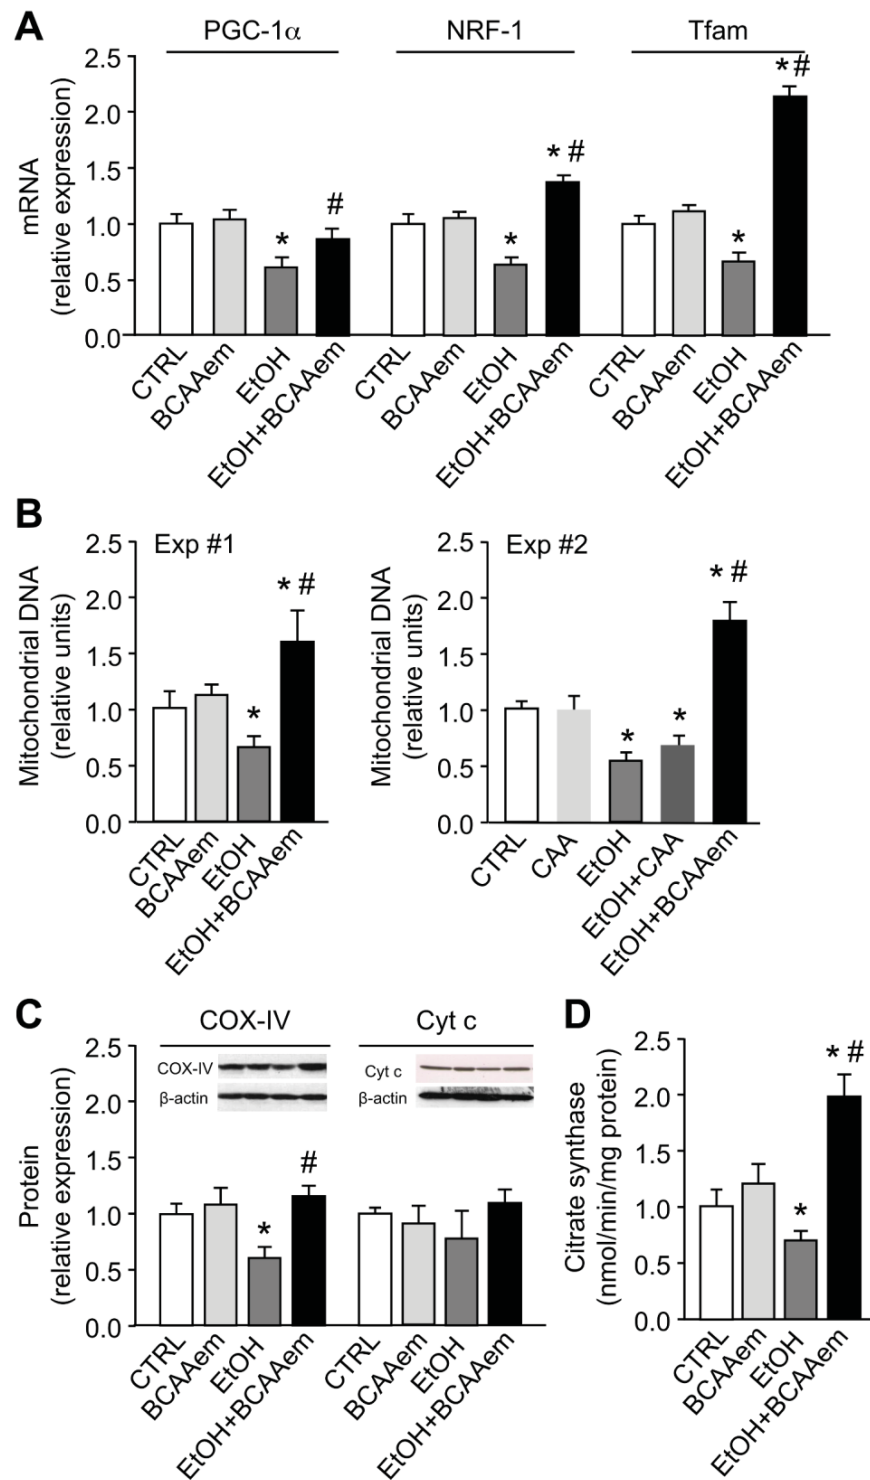 A
PGC-1α NRF-1 Tfam
mRNA
(relative expression)
2.5
2.0
1.5
1.0
0.5
0.0
* # * # * * * #
CTRL BCAAem EtOH EtOH+BCAAem CTRL BCAAem EtOH EtOH+BCAAem CTRL BCAAem EtOH EtOH+BCAAem
B
Exp #1
Mitochondrial DNA
(relative units)
2.5
2.0
1.5
1.0
0.5
0.0
* * #
CTRL BCAAem EtOH EtOH+BCAAem
Exp #2
Mitochondrial DNA
(relative units)
2.5
2.0
1.5
1.0
0.5
0.0
* * * #
CTRL CAA EtOH EtOH+CAA EtOH+BCAAem
C
COX-IV Cyt c
COX-IV
β-actin
Cyt c
β-actin
Protein
(relative expression)
2.5
2.0
1.5
1.0
0.5
0.0
* #
CTRL BCAAem EtOH EtOH+BCAAem CTRL BCAAem EtOH EtOH+BCAAem
D
Citrate synthase
(nmol/min/mg protein)
2.5
2.0
1.5
1.0
0.5
0.0
* * #
CTRL BCAAem EtOH EtOH+BCAAem